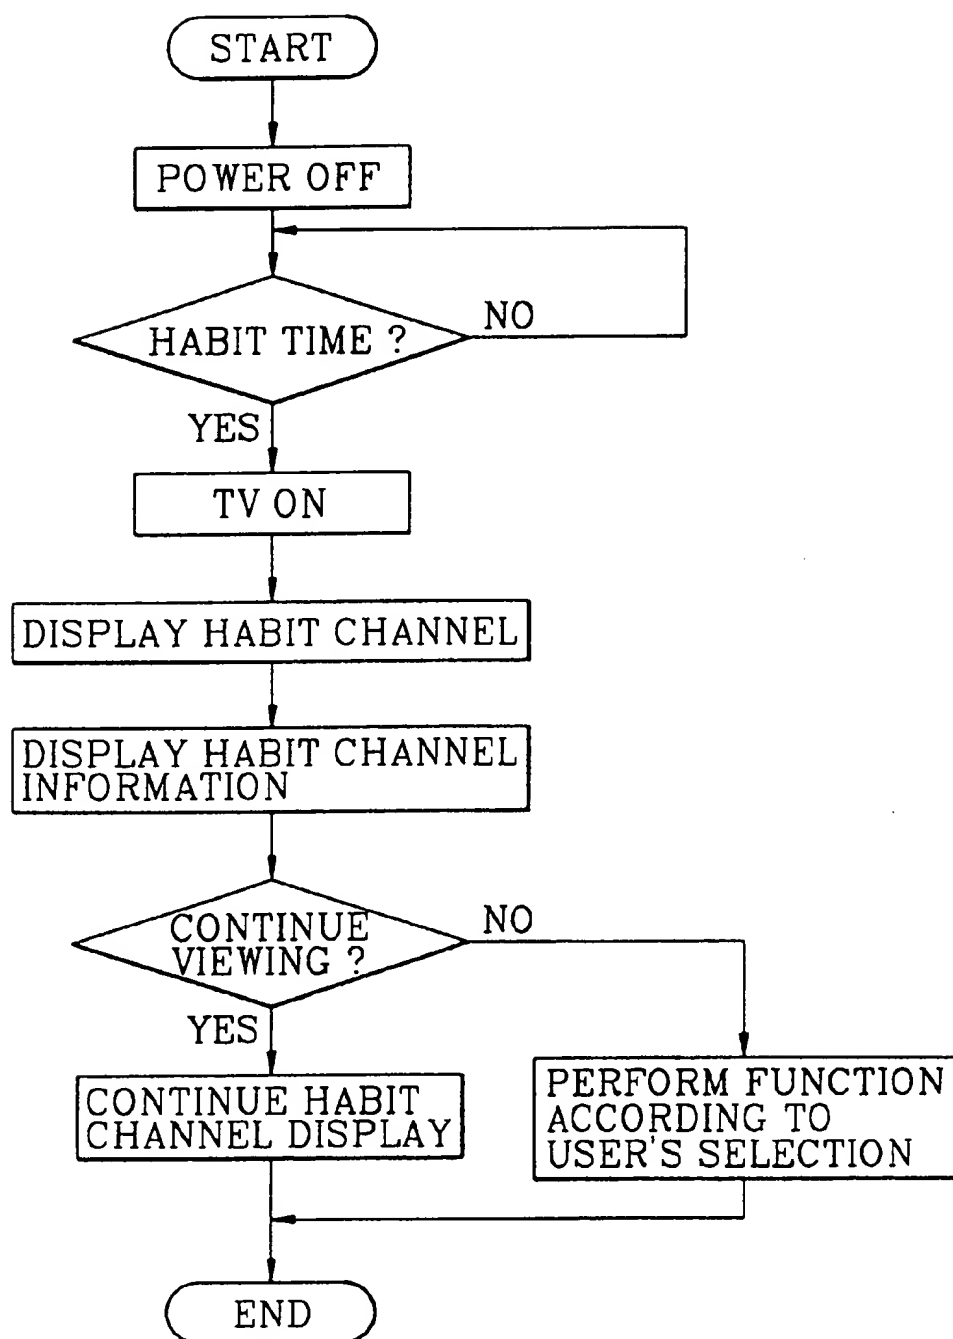 START
POWER OFF
HABIT TIME ?
NO
YES
TV ON
DISPLAY HABIT CHANNEL
DISPLAY HABIT CHANNEL
INFORMATION
CONTINUE
VIEWING ?
NO
YES
CONTINUE HABIT
CHANNEL DISPLAY
PERFORM FUNCTION
ACCORDING TO
USER'S SELECTION
END